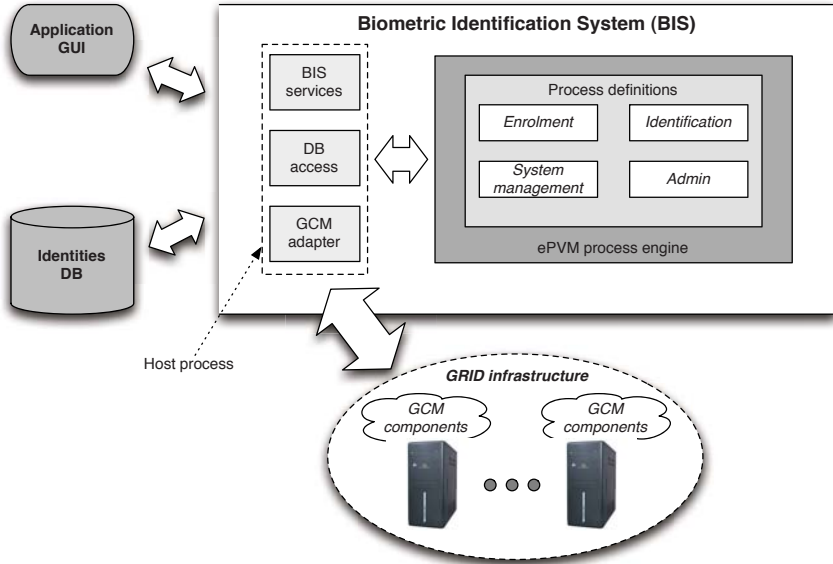 Application
GUI
Biometric Identification System (BIS)
BIS
services
DB
access
GCM
adapter
Process definitions
Enrolment
Identification
System
management
Admin
ePVM process engine
Identities
DB
Host process
GRID infrastructure
GCM
components
GCM
components